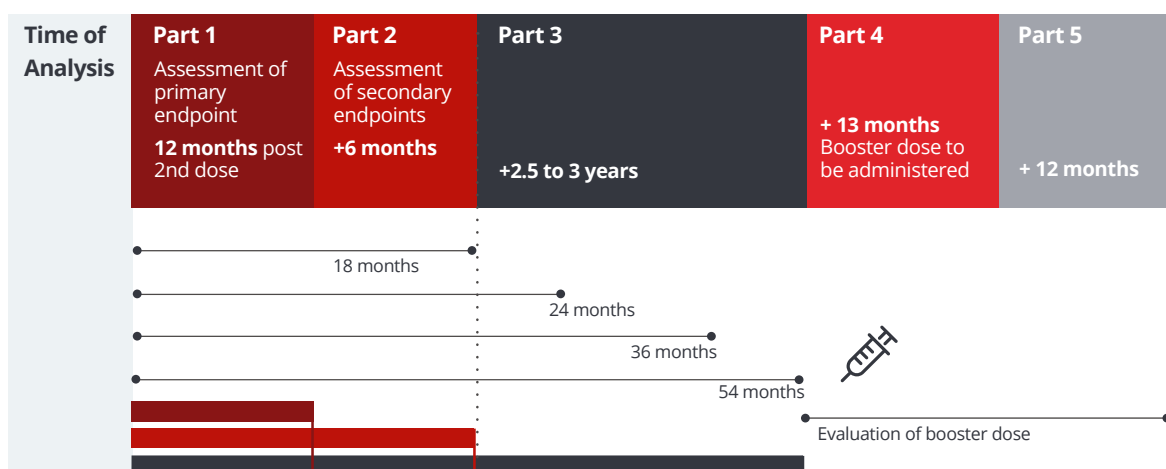 Time of
Analysis
Part 1
Assessment of
primary
endpoint
12 months post
2nd dose
Part 2
Assessment
of secondary
endpoints
+6 months
Part 3
+2.5 to 3 years
Part 4
+ 13 months
Booster dose to
be administered
Part 5
+ 12 months
18 months
24 months
36 months
54 months
Evaluation of booster dose